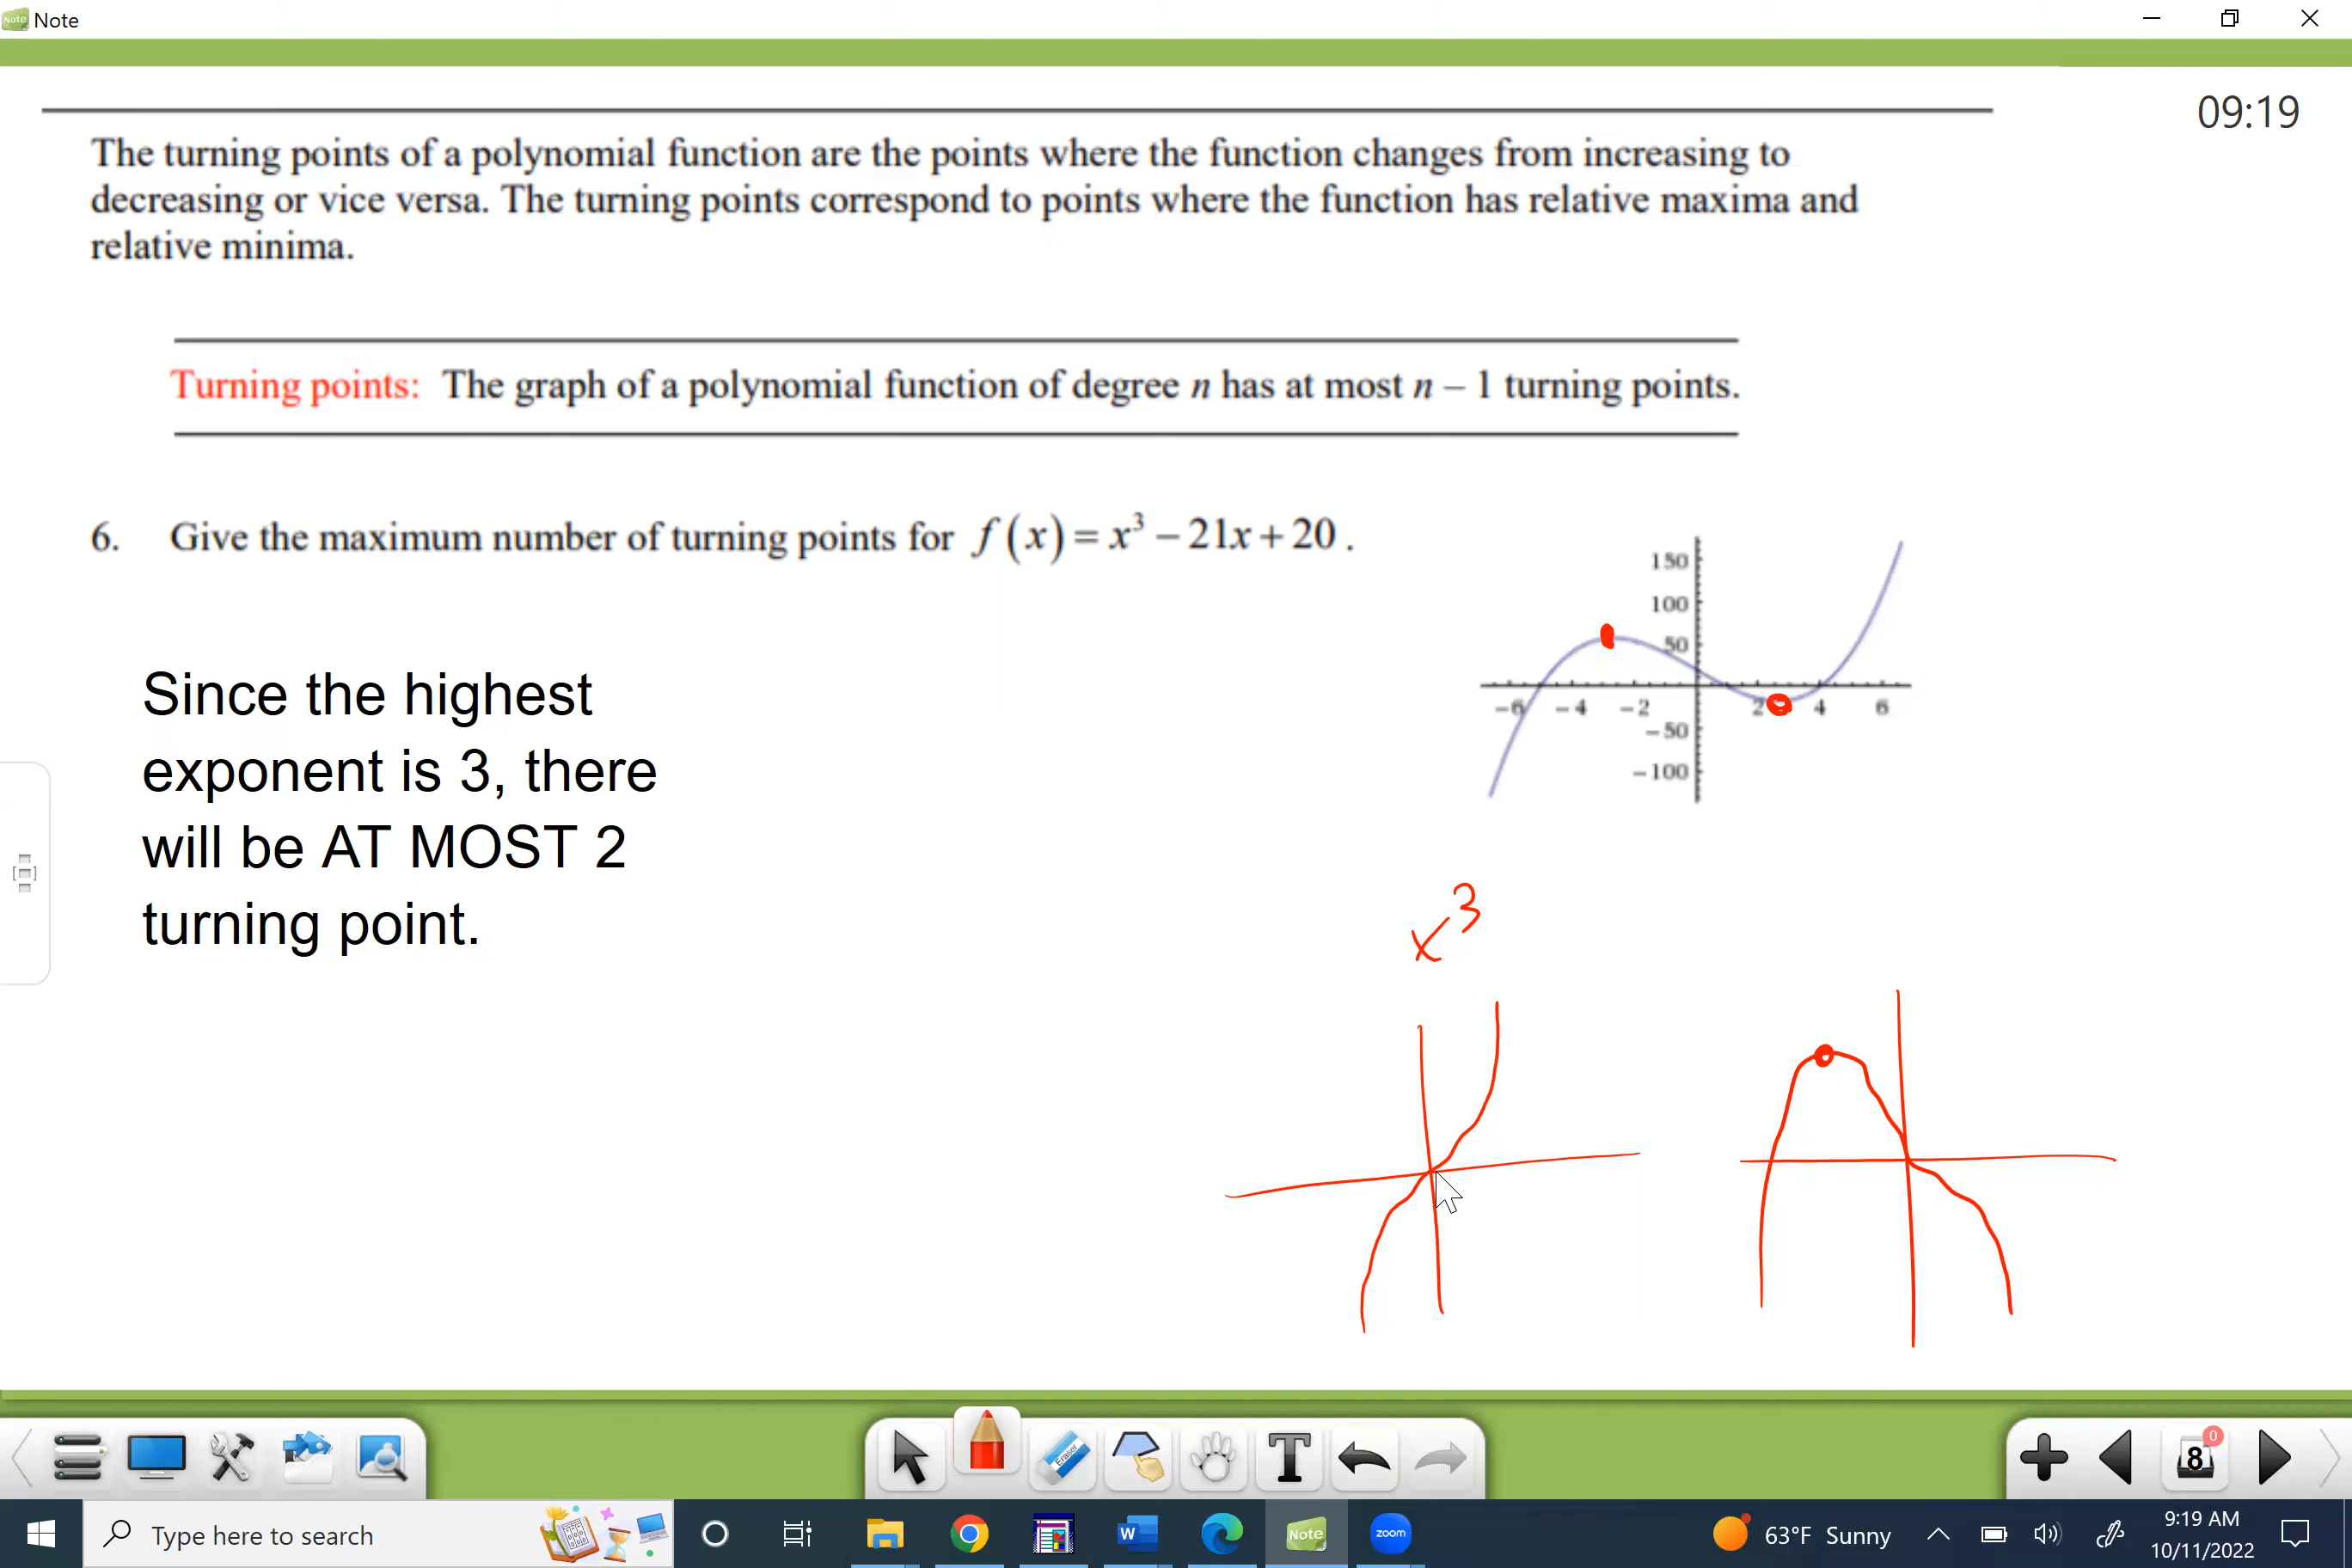 Note
09:19
The turning points of a polynomial function are the points where the function changes from increasing to
decreasing or vice versa. The turning points correspond to points where the function has relative maxima and
relative minima.
Turning points: The graph of a polynomial function of degree n has at most n – 1 turning points.
6. Give the maximum number of turning points for f(x) = x³ – 21x + 20.
150
100
50
–6 –4 –2 2 4 6
–50
–100
Since the highest
exponent is 3, there
will be AT MOST 2
turning point.
x³
Eraser
T
8
0
Type here to search
W
Note
zoom
63°F Sunny
9:19 AM
10/11/2022